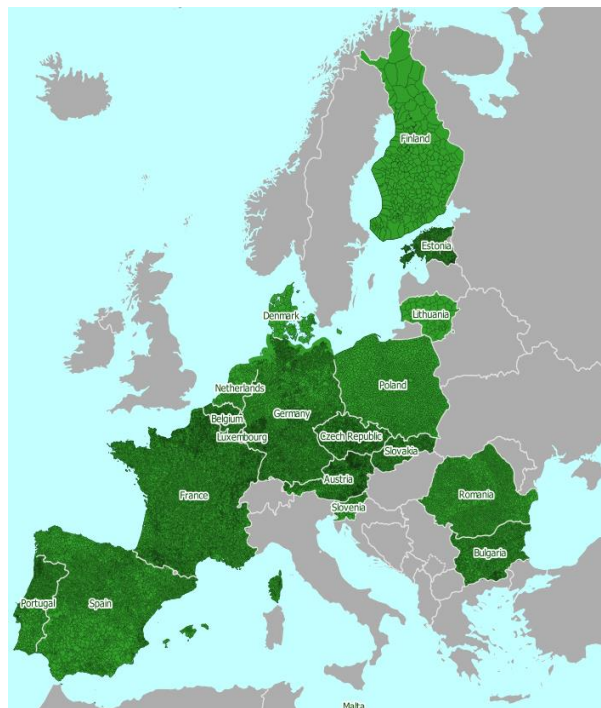 Finland
Estonia
Denmark
Lithuania
Netherlands
Poland
Belgium
Germany
Luxembourg
Czech Republic
Slovakia
Austria
France
Romania
Slovenia
Bulgaria
Portugal
Spain
Malta